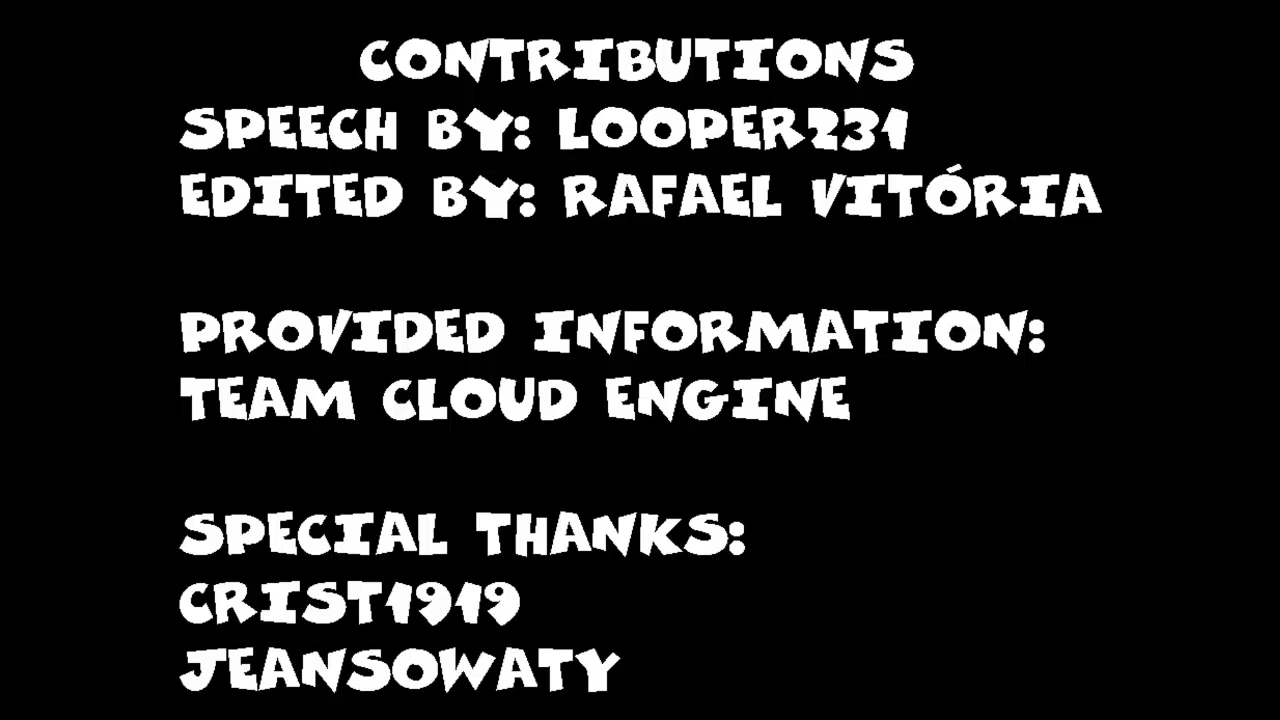 CONTRIBUTIONS
SPEECH BY: LOOPER231
EDITED BY: RAFAEL VITÓRIA
PROVIDED INFORMATION:
TEAM CLOUD ENGINE
SPECIAL THANKS:
CRIST1919
JEANSOWATY